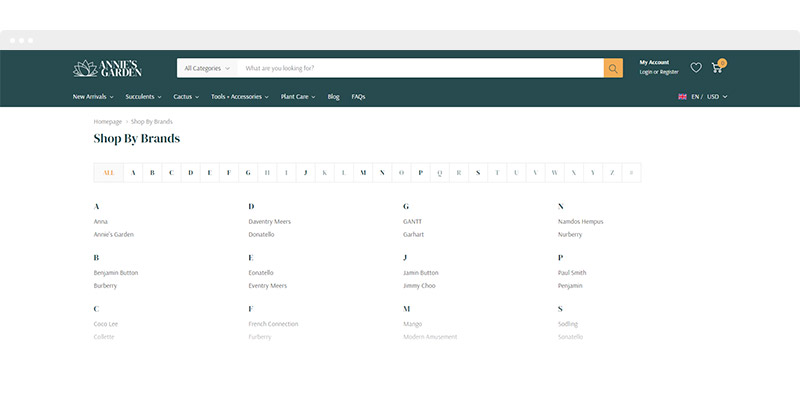 ANNIE'S
GARDEN
All Categories
What are you looking for?
My Account
Login or Register
0
New Arrivals Succulents Cactus Tools + Accessories Plant Care Blog FAQs
EN / USD
Homepage > Shop By Brands
Shop By Brands
ALL A B C D E F G H I J K L M N O P Q R S T U V W X Y Z #
A
Anna
Annie's Garden
D
Daventry Meers
Donatello
G
GANTT
Garhart
N
Namdos Hempus
Nurberry
B
Benjamin Button
Burberry
E
Eonatello
Eventry Meers
J
Jamin Button
Jimmy Choo
P
Paul Smith
Penjamin
C
Coco Lee
Collette
F
French Connection
Furberry
M
Mango
Modern Amusement
S
Sodling
Sonatello